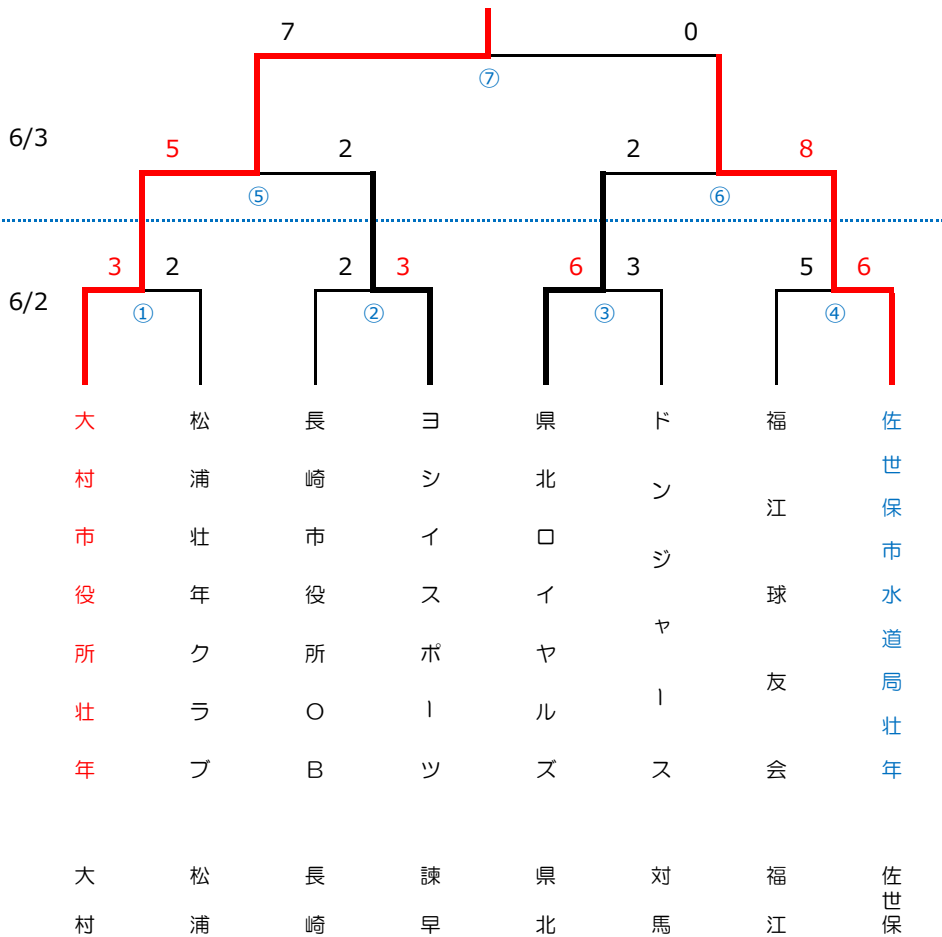 7 0
⑦
6/3
5 2 2 8
⑤ ⑥
3 2 2 3 6 3 5 6
6/2
① ② ③ ④
大村市役所壮年
松浦壮年クラブ
長崎市役所OB
ヨシイスポーツ
県北ロイヤルズ
ドンジャース
福江球友会
佐世保市水道局壮年
大村
松浦
長崎
諫早
県北
対馬
福江
佐世保